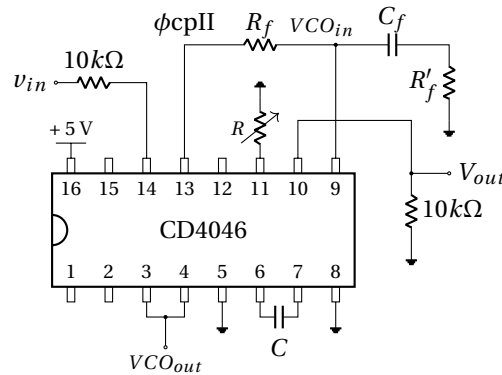 ϕcpII
R_f
VCO_in
C_f
10kΩ
v_in
R'_f
R
+5V
V_out
16 15 14 13 12 11 10 9
10kΩ
CD4046
1 2 3 4 5 6 7 8
VCO_out
C